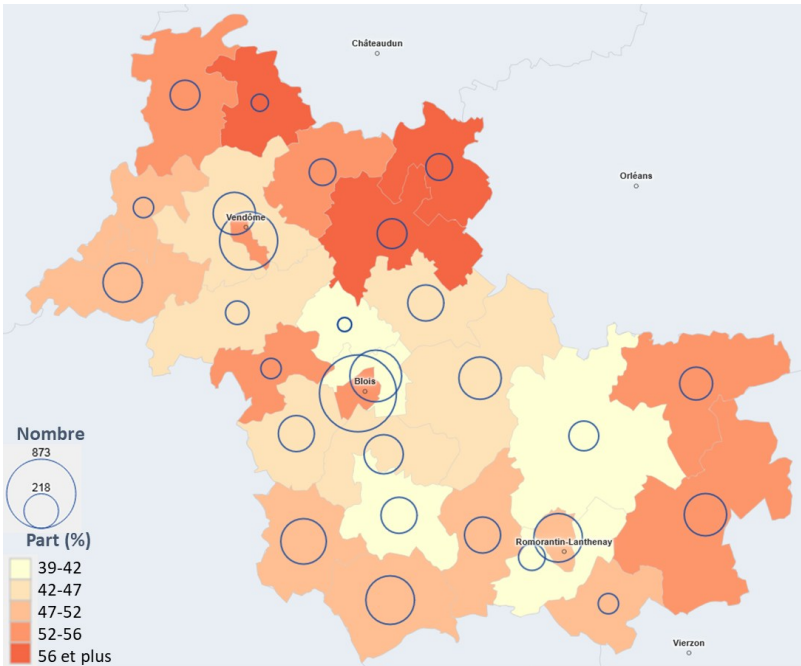 Châteaudun
Orléans
Vendôme
Blois
Romorantin-Lanthenay
Vierzon
Nombre
873
218
Part (%)
39-42
42-47
47-52
52-56
56 et plus